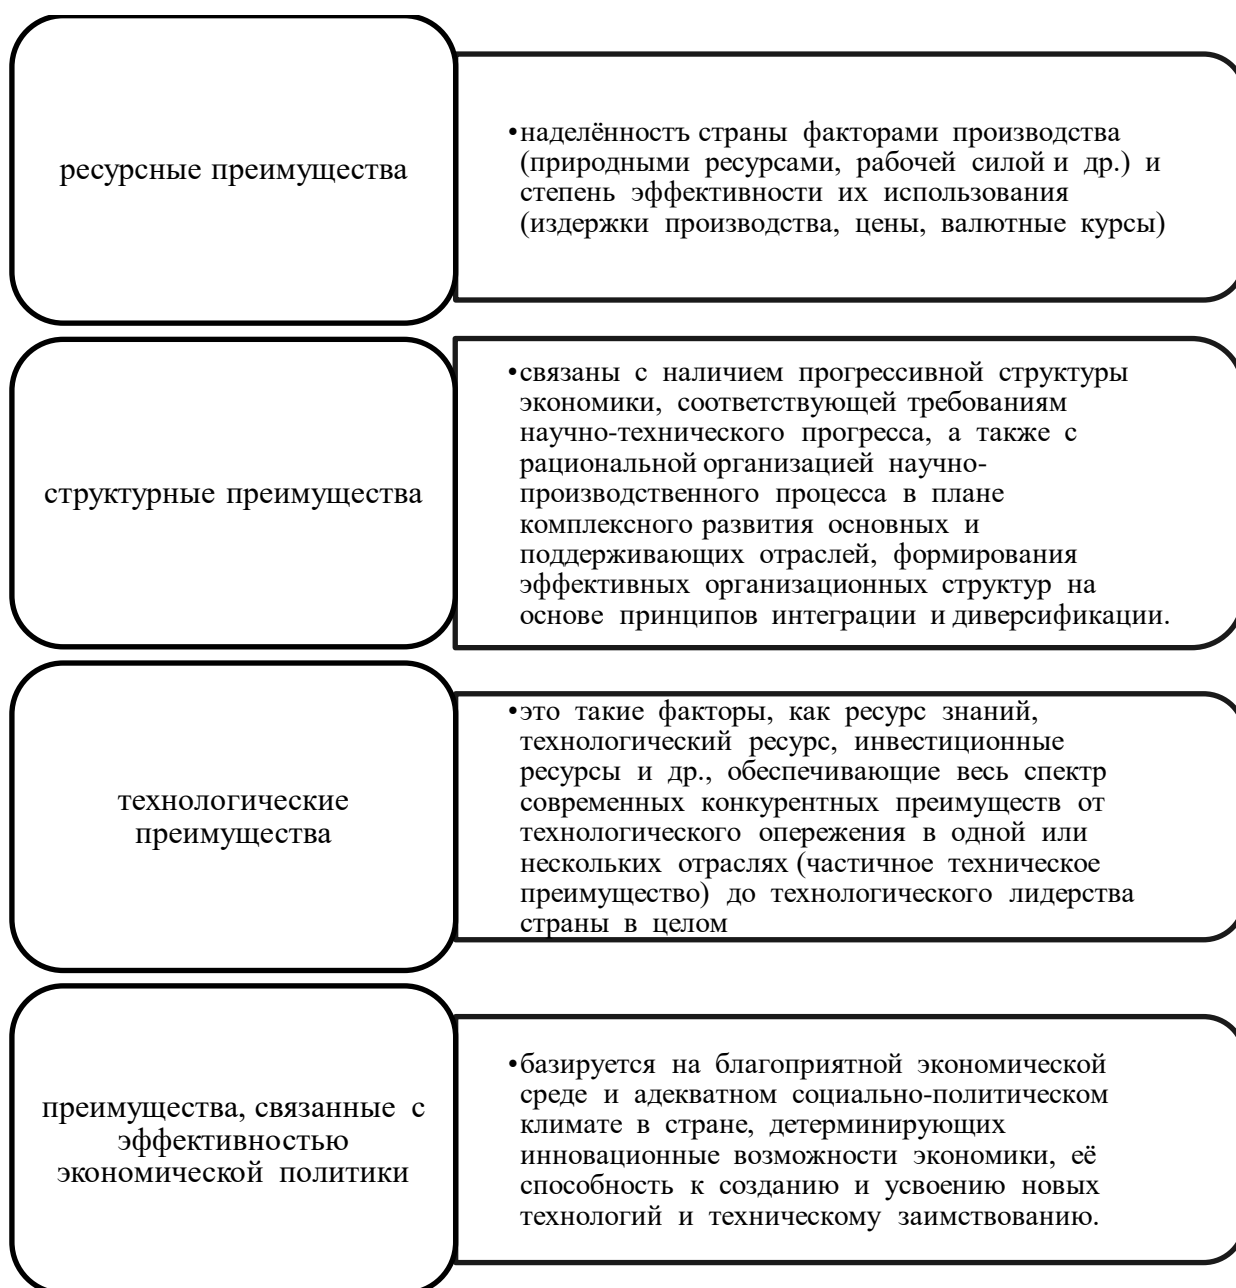 ресурсные преимущества
•наделённость страны факторами производства
(природными ресурсами, рабочей силой и др.) и
степень эффективности их использования
(издержки производства, цены, валютные курсы)
структурные преимущества
•связаны с наличием прогрессивной структуры
экономики, соответствующей требованиям
научно-технического прогресса, а также с
рациональной организацией научно-
производственного процесса в плане
комплексного развития основных и
поддерживающих отраслей, формирования
эффективных организационных структур на
основе принципов интеграции и диверсификации.
технологические
преимущества
•это такие факторы, как ресурс знаний,
технологический ресурс, инвестиционные
ресурсы и др., обеспечивающие весь спектр
современных конкурентных преимуществ от
технологического опережения в одной или
нескольких отраслях (частичное техническое
преимущество) до технологического лидерства
страны в целом
преимущества, связанные с
эффективностью
экономической политики
•базируется на благоприятной экономической
среде и адекватном социально-политическом
климате в стране, детерминирующих
инновационные возможности экономики, её
способность к созданию и усвоению новых
технологий и техническому заимствованию.